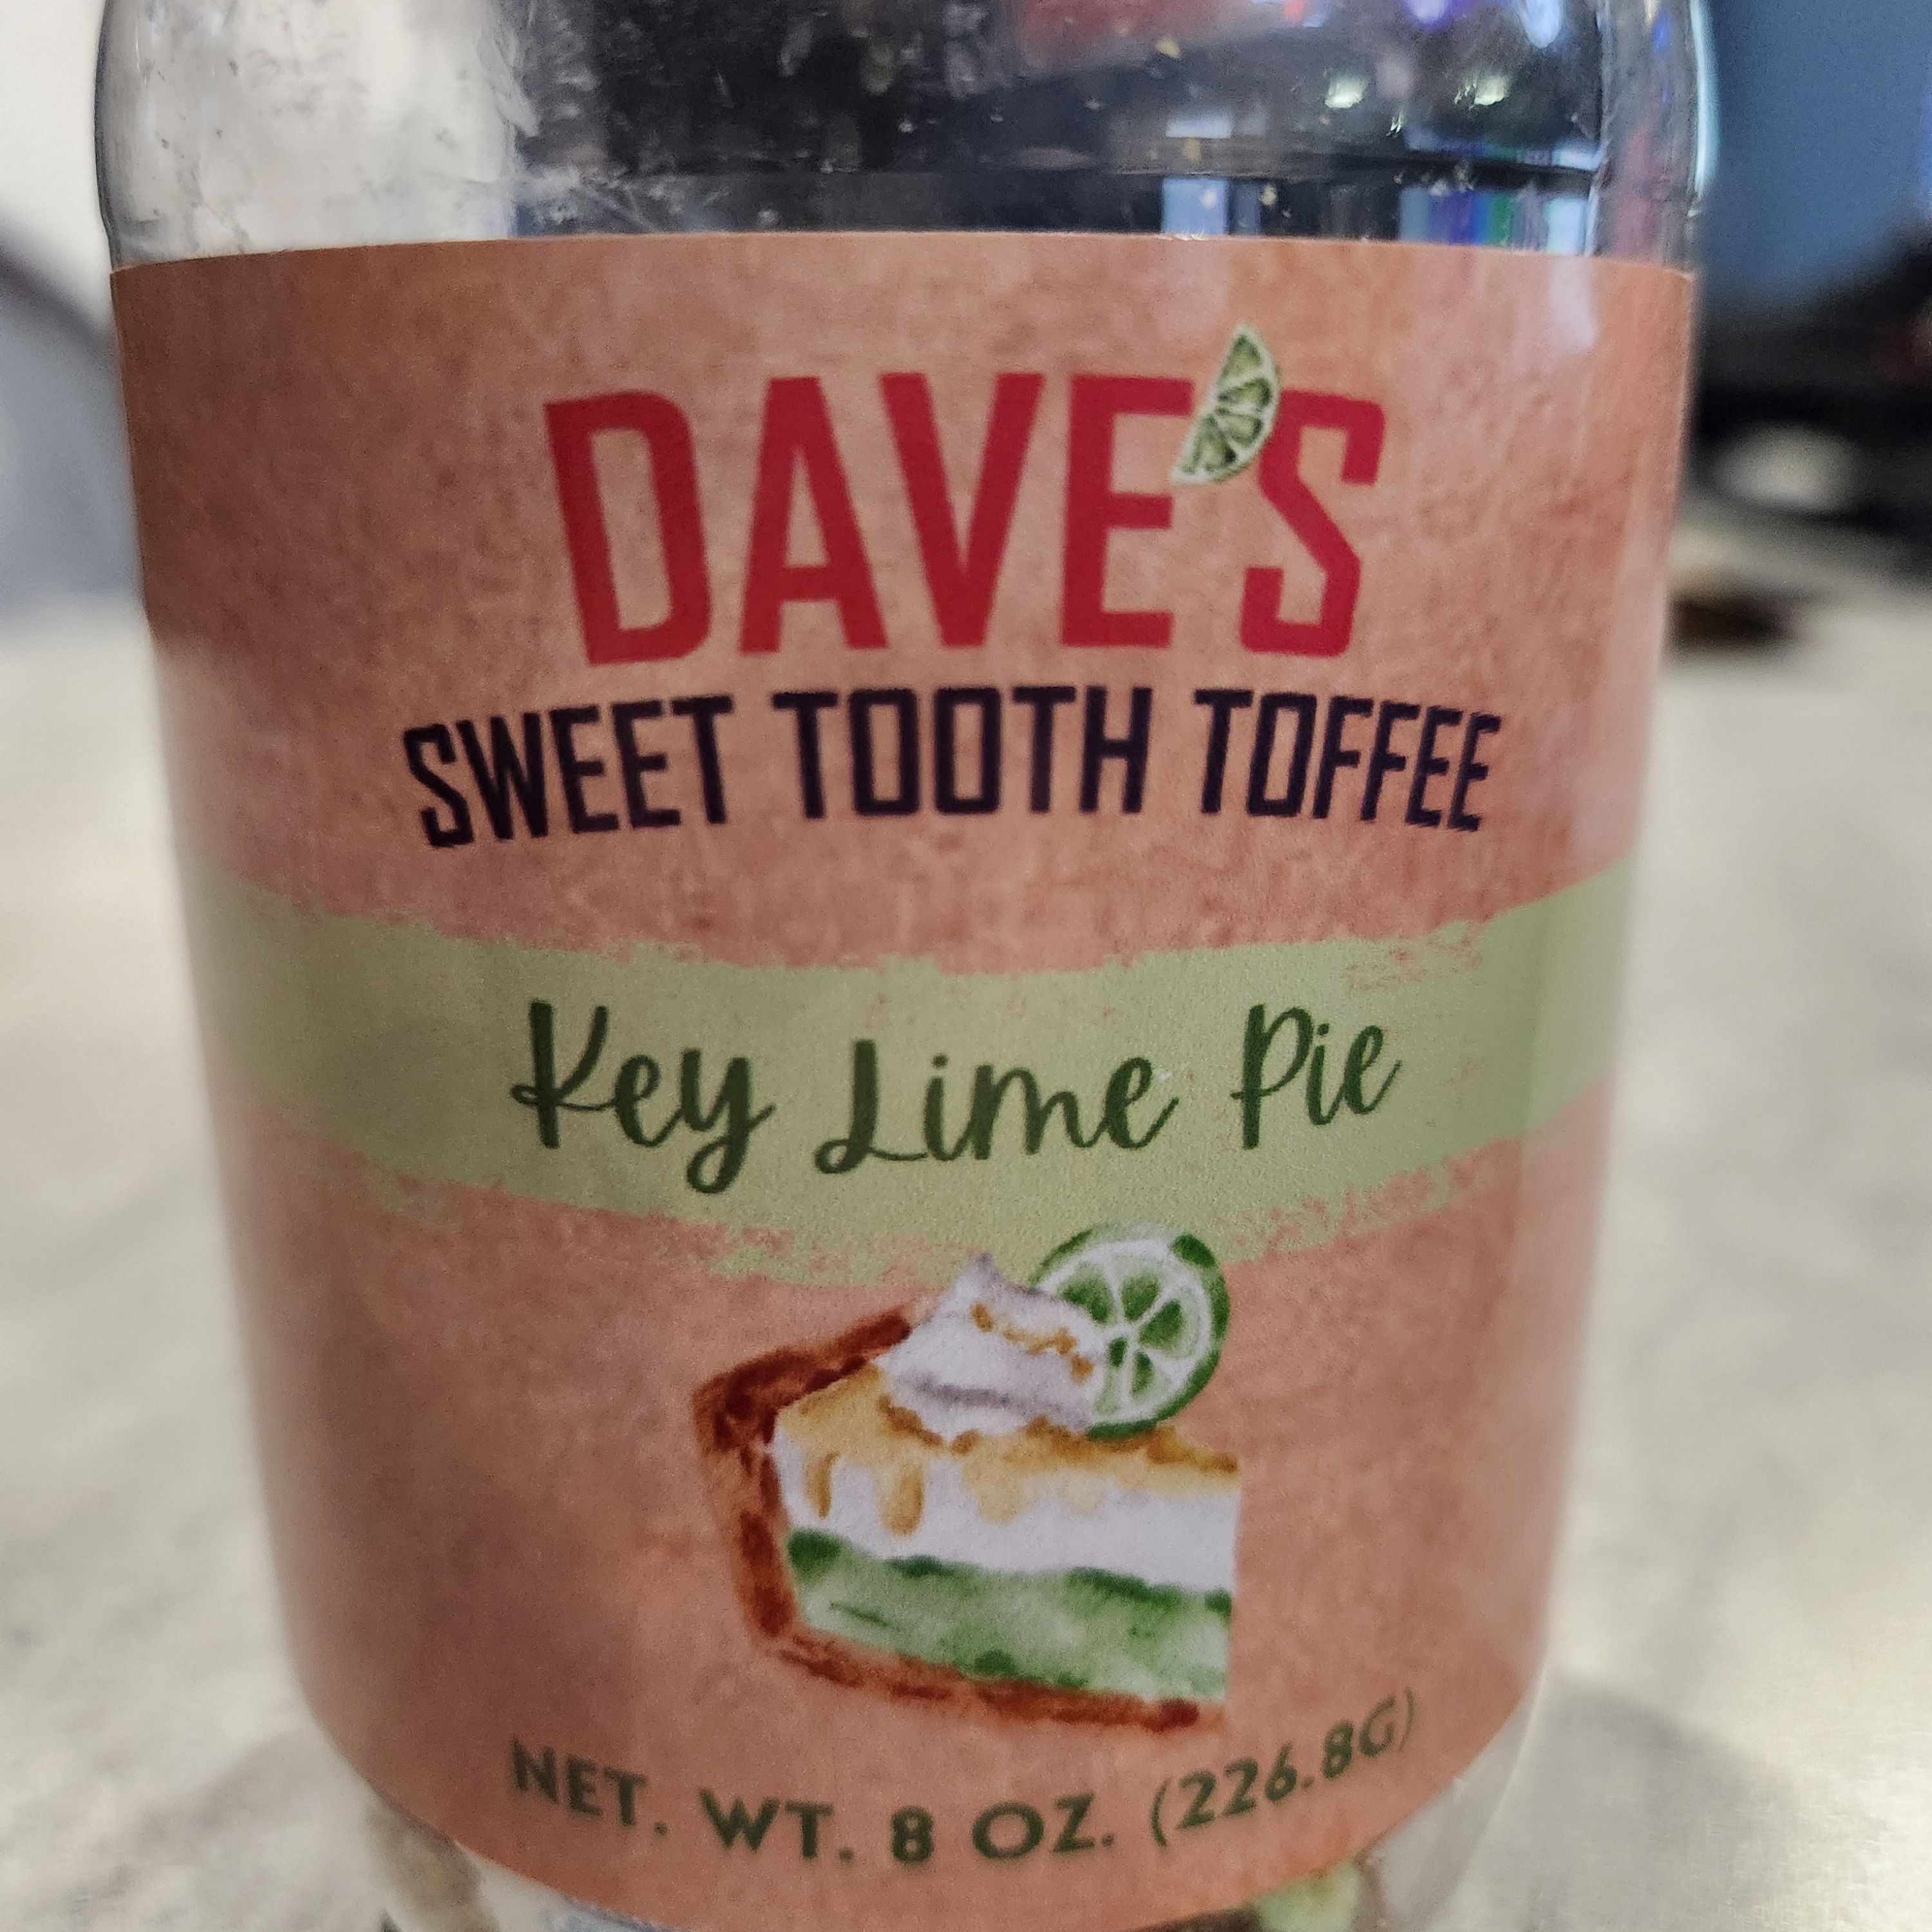 DAVE'S
SWEET TOOTH TOFFEE
Key Lime Pie
NET. WT. 8 OZ. (226.8G)